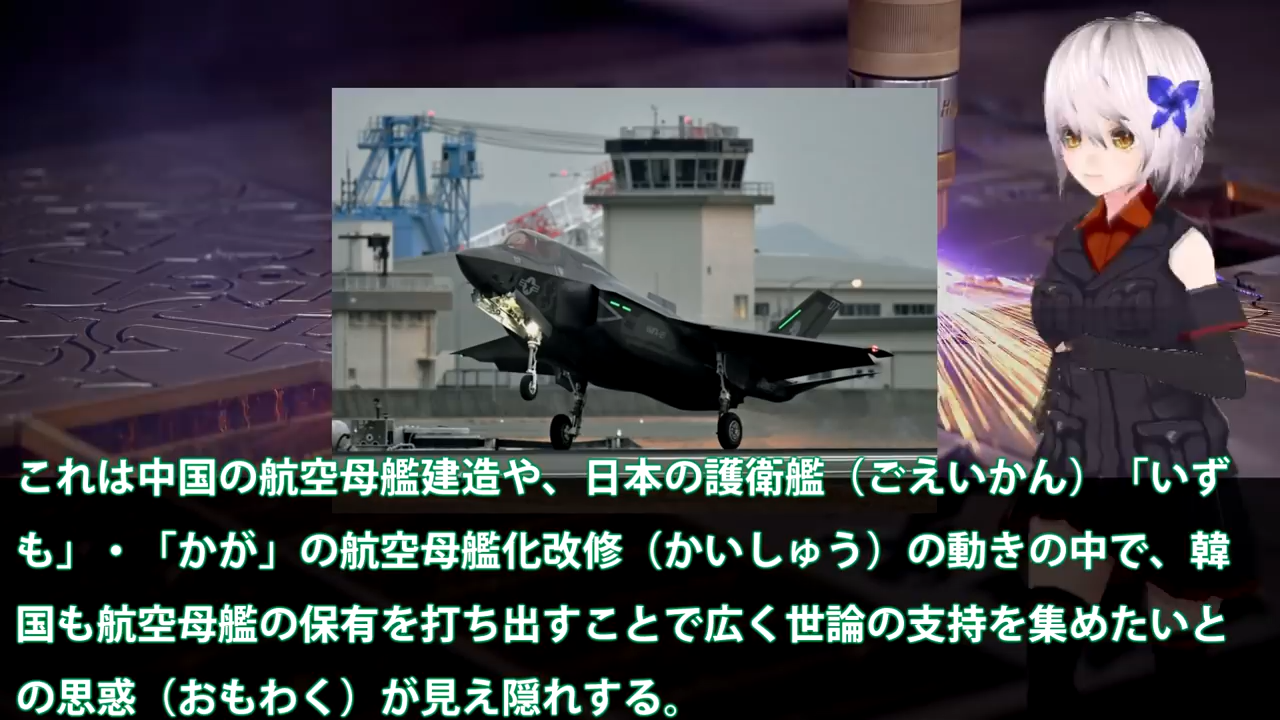 これは中国の航空母艦建造や、日本の護衛艦（ごえいかん）「いず
も」・「かが」の航空母艦化改修（かいしゅう）の動きの中で、韓
国も航空母艦の保有を打ち出すことで広く世論の支持を集めたいと
の思惑（おもわく）が見え隠れする。